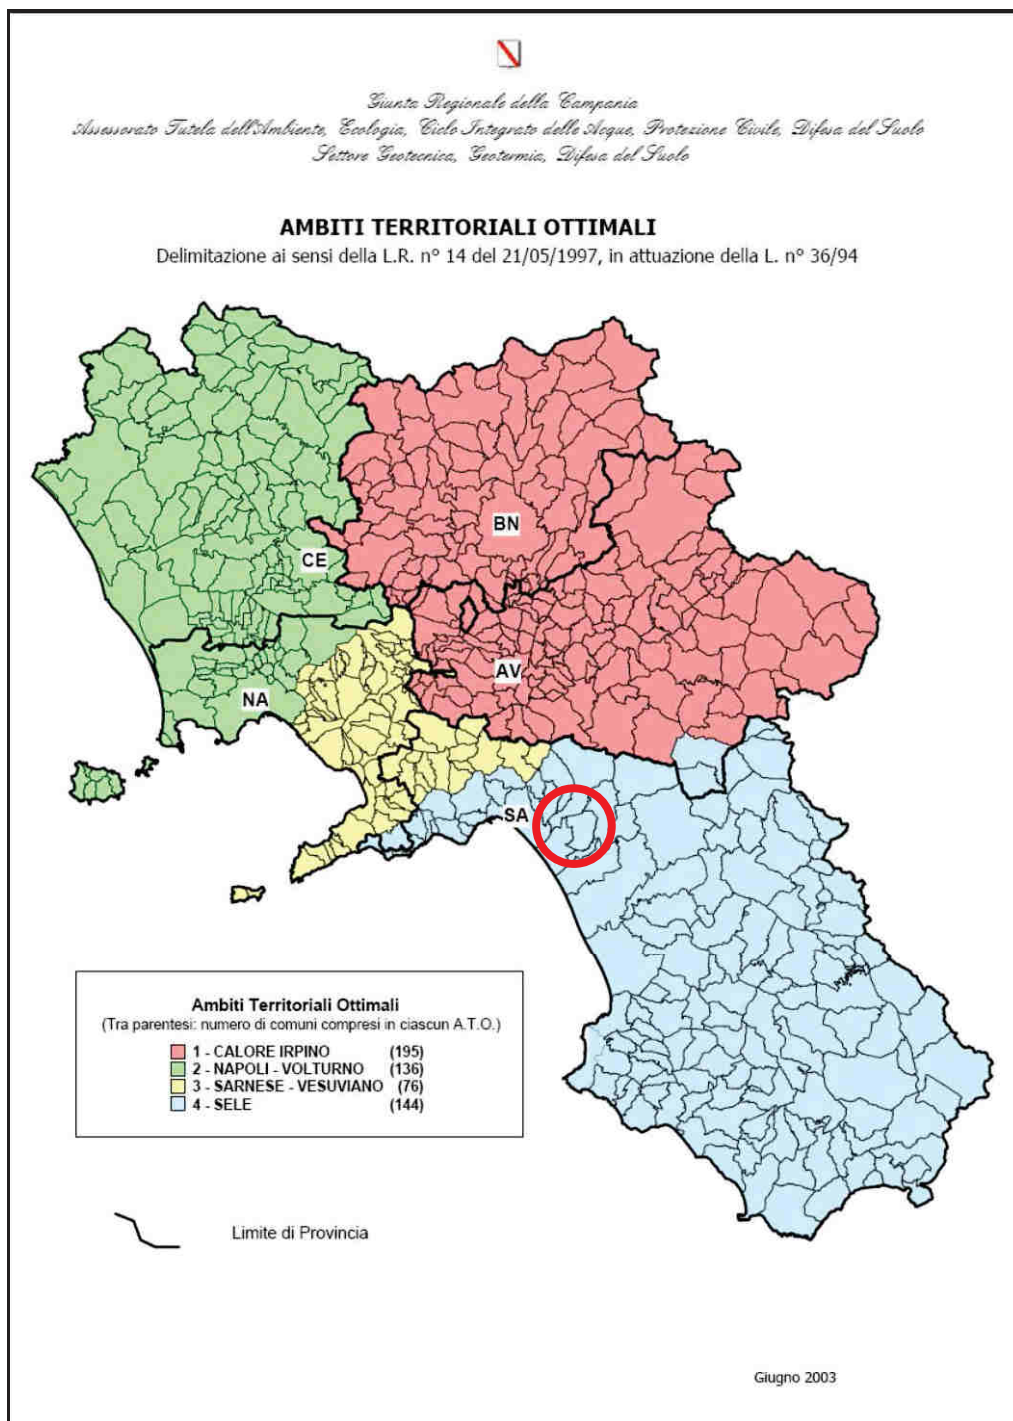 Giunta Regionale della Campania
Assessorato Tutela dell'Ambiente, Ecologia, Ciclo Integrato delle Acque, Protezione Civile, Difesa del Suolo
Settore Geotecnica, Geotermia, Difesa del Suolo
AMBITI TERRITORIALI OTTIMALI
Delimitazione ai sensi della L.R. n° 14 del 21/05/1997, in attuazione della L. n° 36/94
BN
CE
AV
NA
SA
Ambiti Territoriali Ottimali
(Tra parentesi: numero di comuni compresi in ciascun A.T.O.)
1 - CALORE IRPINO (195)
2 - NAPOLI - VOLTURNO (136)
3 - SARNESE - VESUVIANO (76)
4 - SELE (144)
Limite di Provincia
Giugno 2003